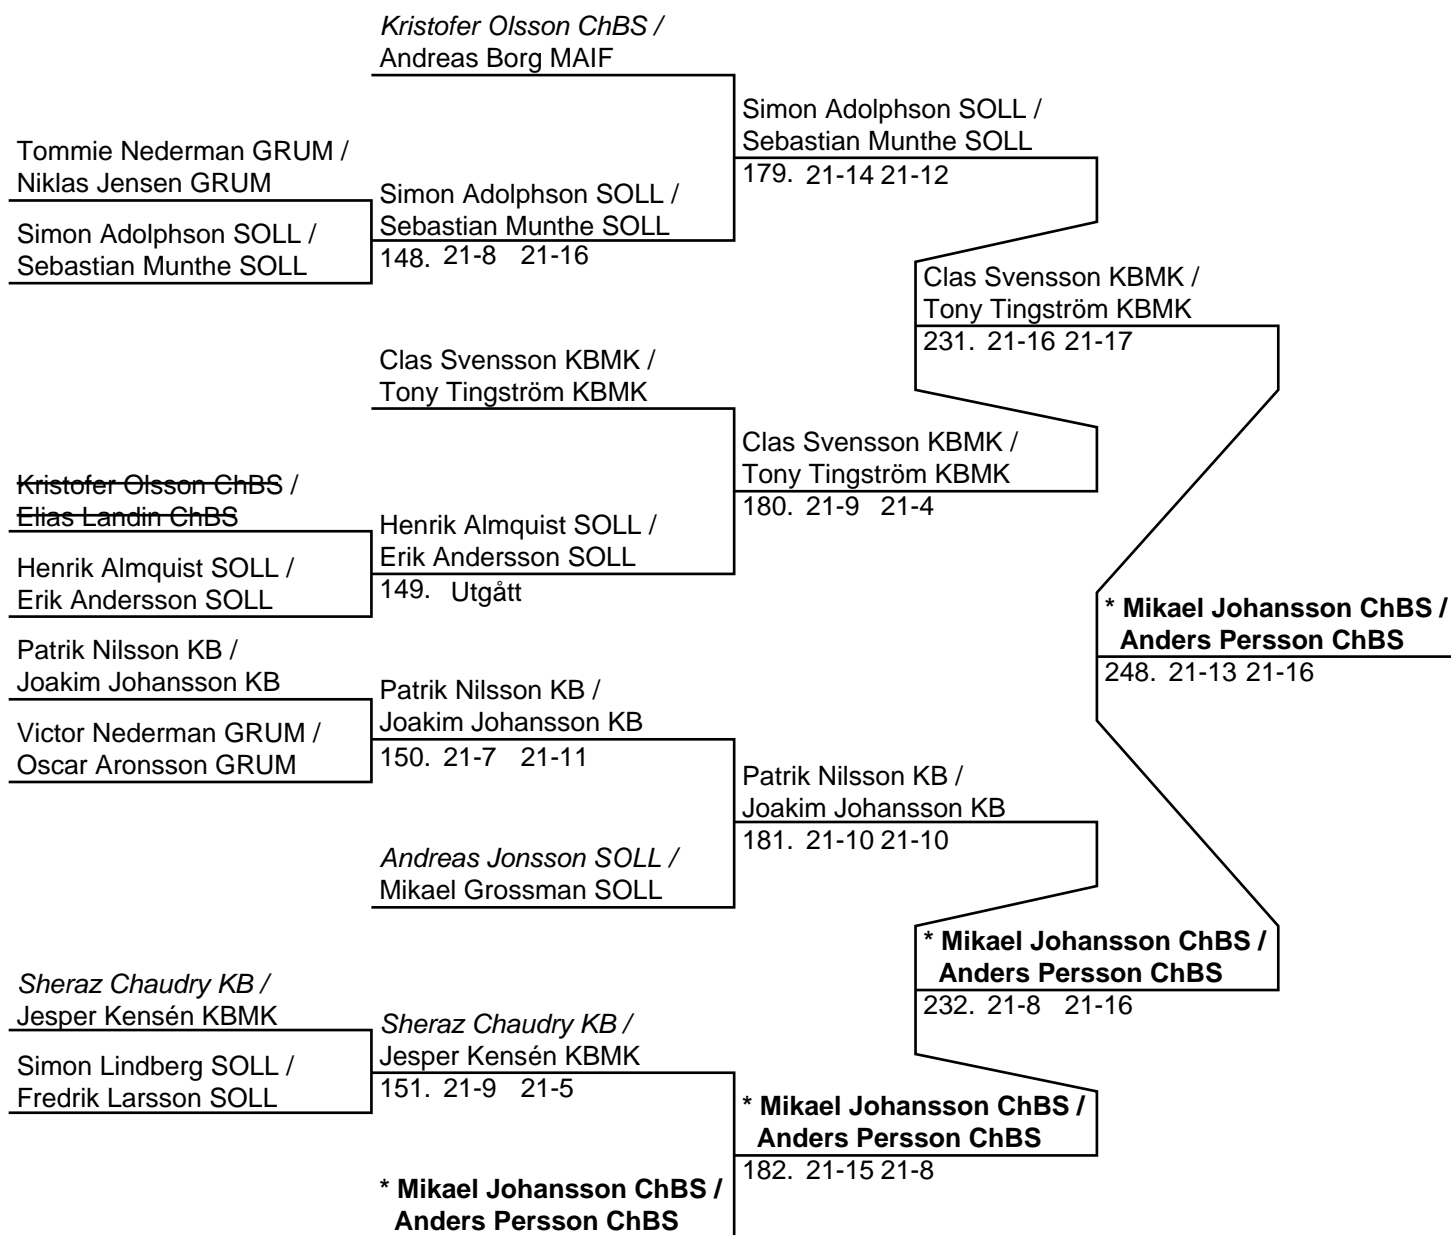 Kristofer Olsson ChBS /
Andreas Borg MAIF
Simon Adolphson SOLL /
Sebastian Munthe SOLL
179. 21-14 21-12
Tommie Nederman GRUM /
Niklas Jensen GRUM
Simon Adolphson SOLL /
Sebastian Munthe SOLL
148. 21-8 21-16
Simon Adolphson SOLL /
Sebastian Munthe SOLL
Clas Svensson KBMK /
Tony Tingström KBMK
231. 21-16 21-17
Clas Svensson KBMK /
Tony Tingström KBMK
Clas Svensson KBMK /
Tony Tingström KBMK
180. 21-9 21-4
Kristofer Olsson ChBS /
Elias Landin ChBS
Henrik Almquist SOLL /
Erik Andersson SOLL
149. Utgått
Henrik Almquist SOLL /
Erik Andersson SOLL
* Mikael Johansson ChBS /
Anders Persson ChBS
248. 21-13 21-16
Patrik Nilsson KB /
Joakim Johansson KB
Patrik Nilsson KB /
Joakim Johansson KB
150. 21-7 21-11
Victor Nederman GRUM /
Oscar Aronsson GRUM
Patrik Nilsson KB /
Joakim Johansson KB
181. 21-10 21-10
Andreas Jonsson SOLL /
Mikael Grossman SOLL
* Mikael Johansson ChBS /
Anders Persson ChBS
232. 21-8 21-16
Sheraz Chaudry KB /
Jesper Kensén KBMK
Sheraz Chaudry KB /
Jesper Kensén KBMK
151. 21-9 21-5
Simon Lindberg SOLL /
Fredrik Larsson SOLL
* Mikael Johansson ChBS /
Anders Persson ChBS
182. 21-15 21-8
* Mikael Johansson ChBS /
Anders Persson ChBS